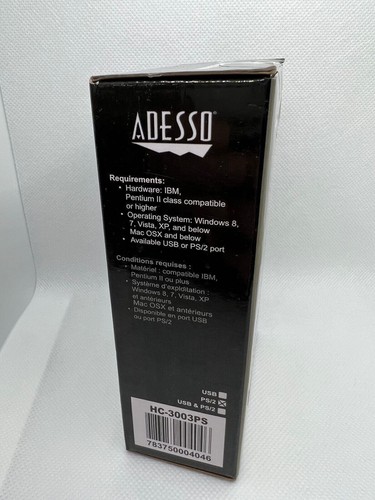 ADESSO®
Requirements:
• Hardware: IBM,
Pentium II class compatible
or higher
• Operating System: Windows 8,
7, Vista, XP, and below
Mac OSX and below
• Available USB or PS/2 port
Conditions requises :
• Matériel : compatible IBM,
Pentium II ou plus
• Système d'exploitation :
Windows 8, 7, Vista, XP
et antérieurs
Mac OSX et antérieurs
• Disponible en port USB
au port PS/2
USB
PS/2
USB & PS/2
HC-3003PS
783750004046